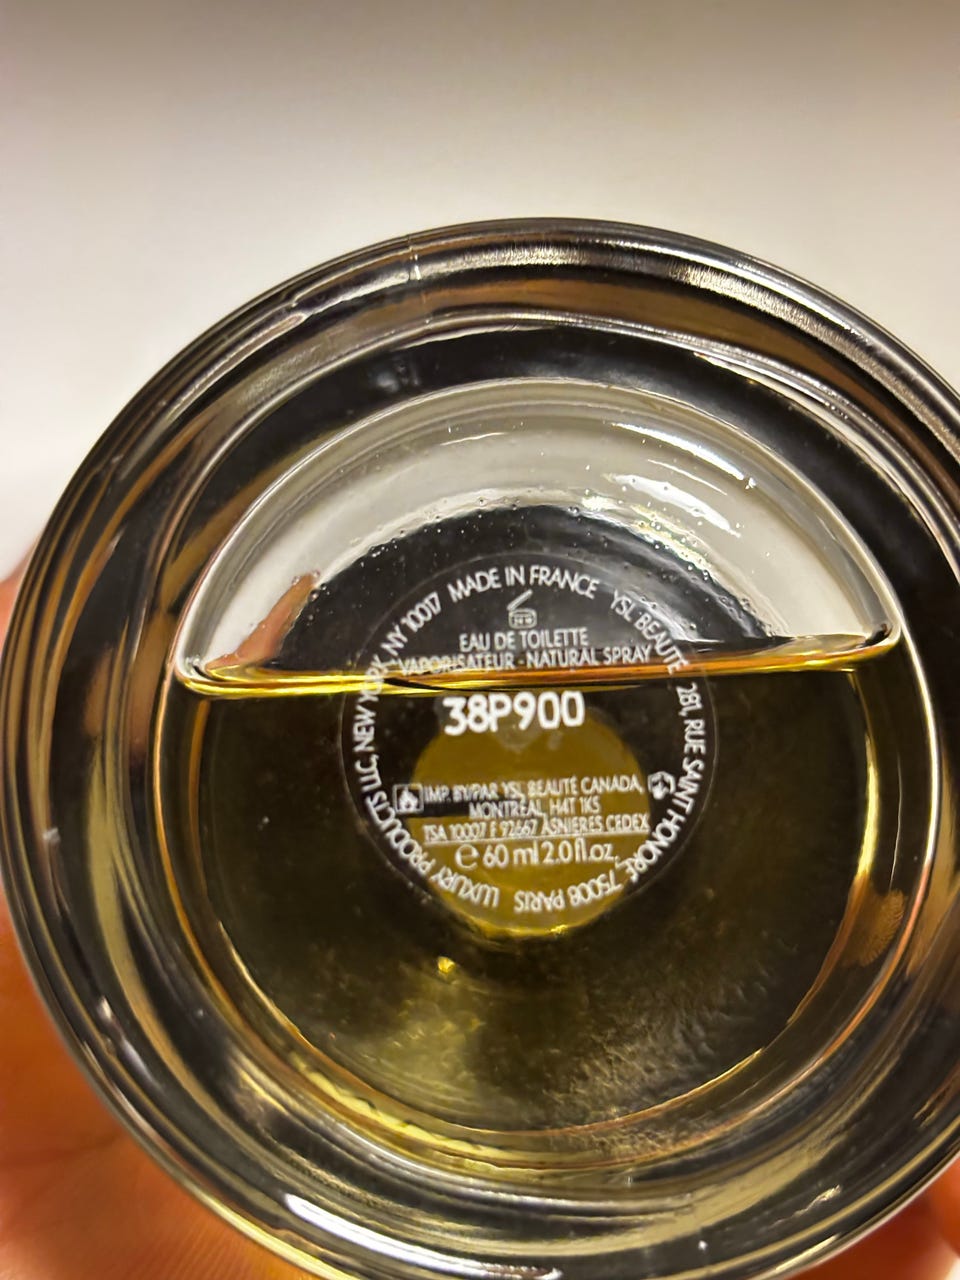 MADE IN FRANCE YSL BEAUTÉ 281, RUE SAINT HONORÉ, 75008 PARIS LUXURY PRODUCTS LLC, NEW YORK, NY 10017
EAU DE TOILETTE
VAPORISATEUR - NATURAL SPRAY
38P900
IMP. BY/PAR YSL BEAUTÉ CANADA,
MONTREAL, H4T 1K5
TSA 10007 F 92667 ASNIERES CEDEX
e 60 ml 2.0 fl.oz.